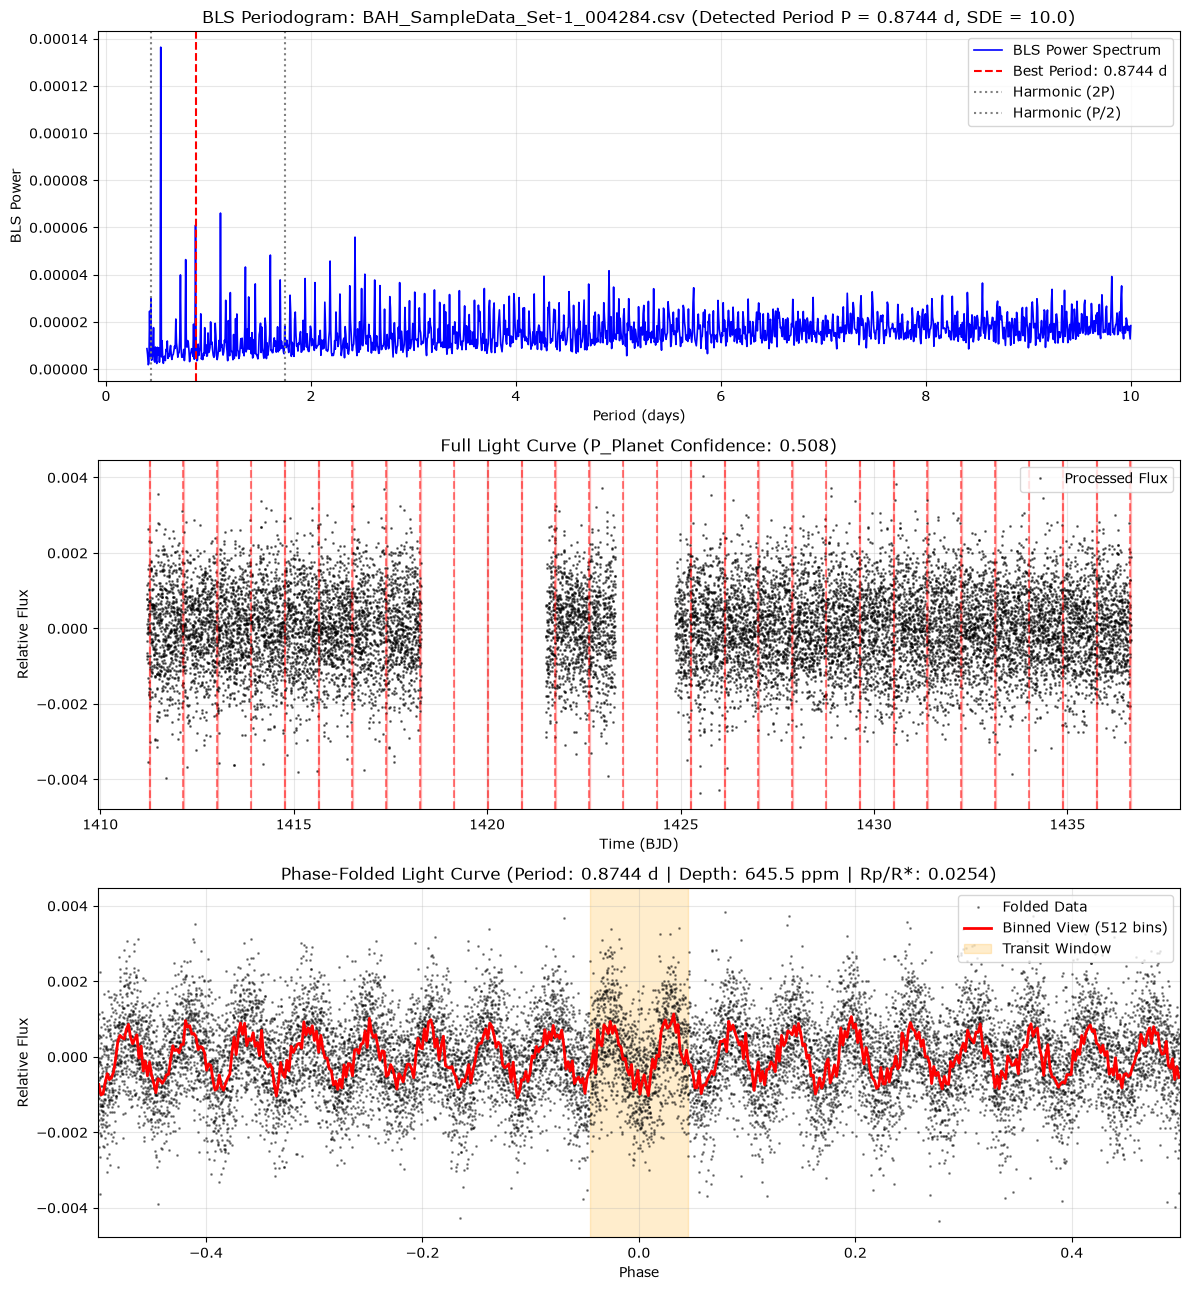 BLS Periodogram: BAH_SampleData_Set-1_004284.csv (Detected Period P = 0.8744 d, SDE = 10.0)
BLS Power
0.00014
0.00012
0.00010
0.00008
0.00006
0.00004
0.00002
0.00000
BLS Power Spectrum
Best Period: 0.8744 d
Harmonic (2P)
Harmonic (P/2)
0 2 4 6 8 10
Period (days)
Full Light Curve (P_Planet Confidence: 0.508)
Relative Flux
0.004
0.002
0.000
−0.002
−0.004
Processed Flux
1410 1415 1420 1425 1430 1435
Time (BJD)
Phase-Folded Light Curve (Period: 0.8744 d | Depth: 645.5 ppm | Rp/R*: 0.0254)
Relative Flux
0.004
0.002
0.000
−0.002
−0.004
Folded Data
Binned View (512 bins)
Transit Window
−0.4 −0.2 0.0 0.2 0.4
Phase